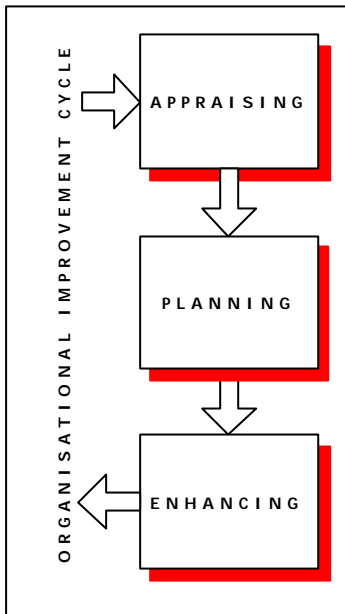 ORGANISATIONAL IMPROVEMENT CYCLE
APPRAISING
PLANNING
ENHANCING